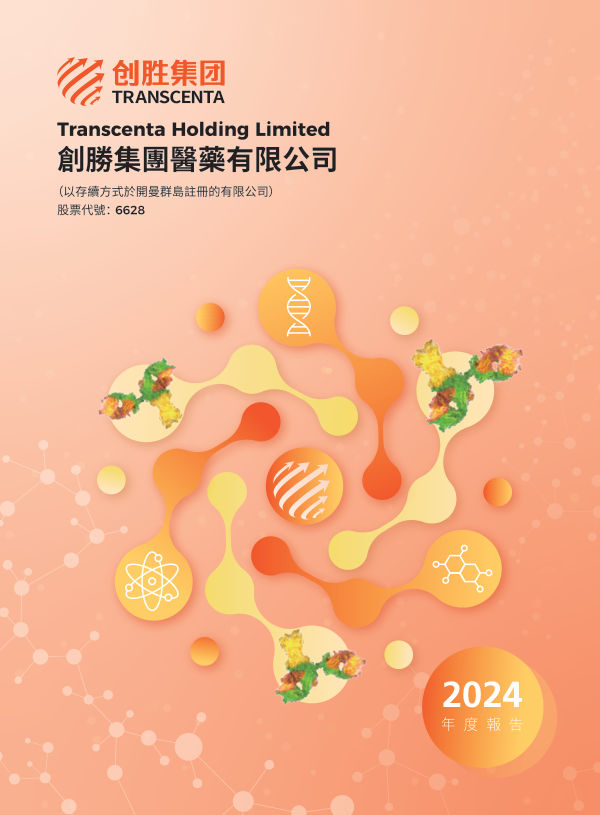 创胜集团
TRANSCENTA
Transcenta Holding Limited
創勝集團醫藥有限公司
（以存續方式於開曼群島註冊的有限公司）
股票代號：6628
2024
年度報告